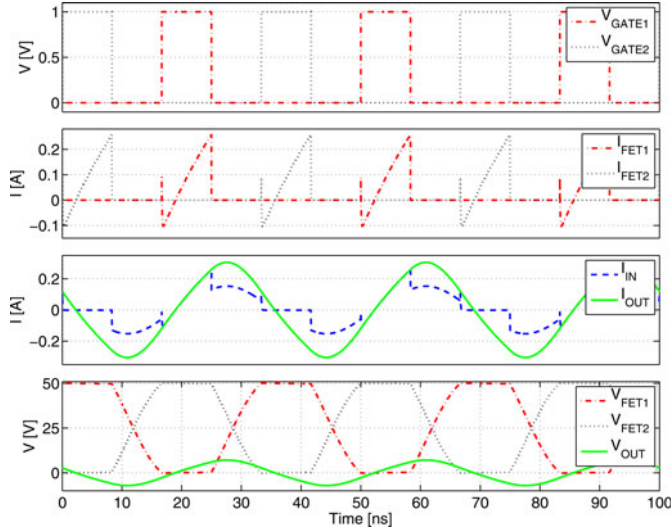 V [V]
1
0.5
0
V_GATE1
V_GATE2
I [A]
0.2
0.1
0
-0.1
I_FET1
I_FET2
I [A]
0.2
0
-0.2
I_IN
I_OUT
V [V]
50
25
0
V_FET1
V_FET2
V_OUT
0 10 20 30 40 50 60 70 80 90 100
Time [ns]